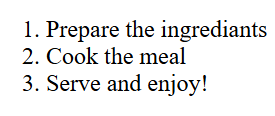 1. Prepare the ingrediants
2. Cook the meal
3. Serve and enjoy!